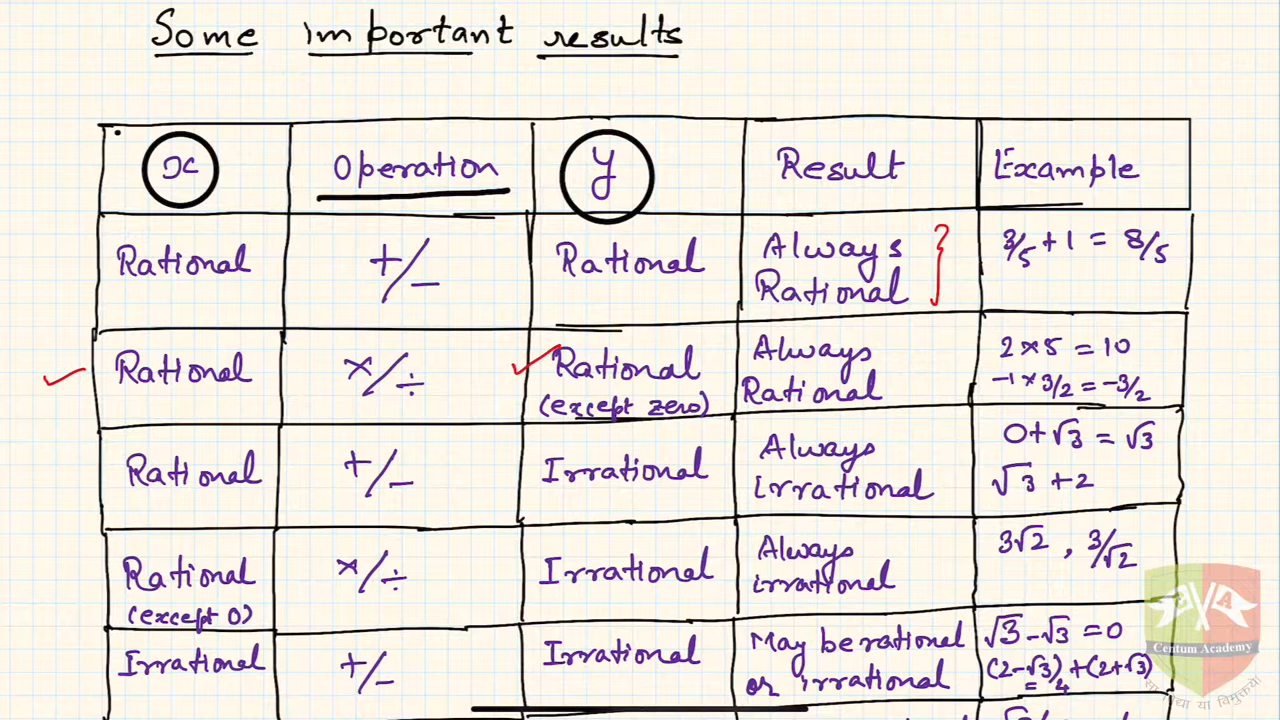 Some important results
x Operation y Result Example
Rational +/- Rational Always Rational 3/5 + 1 = 8/5
Rational ×/÷ Rational (except zero) Always Rational 2 × 5 = 10
-1 × 3/2 = -3/2
Rational +/- Irrational Always irrational 0+√3 = √3
√3 + 2
Rational (except 0) ×/÷ Irrational Always irrational 3√2 , 3/√2
Irrational +/- Irrational May be rational or irrational √3 - √3 = 0
(2-√3) + (2+√3)
= 4
3 A
Centum Academy
सा विद्या या विमुक्तये